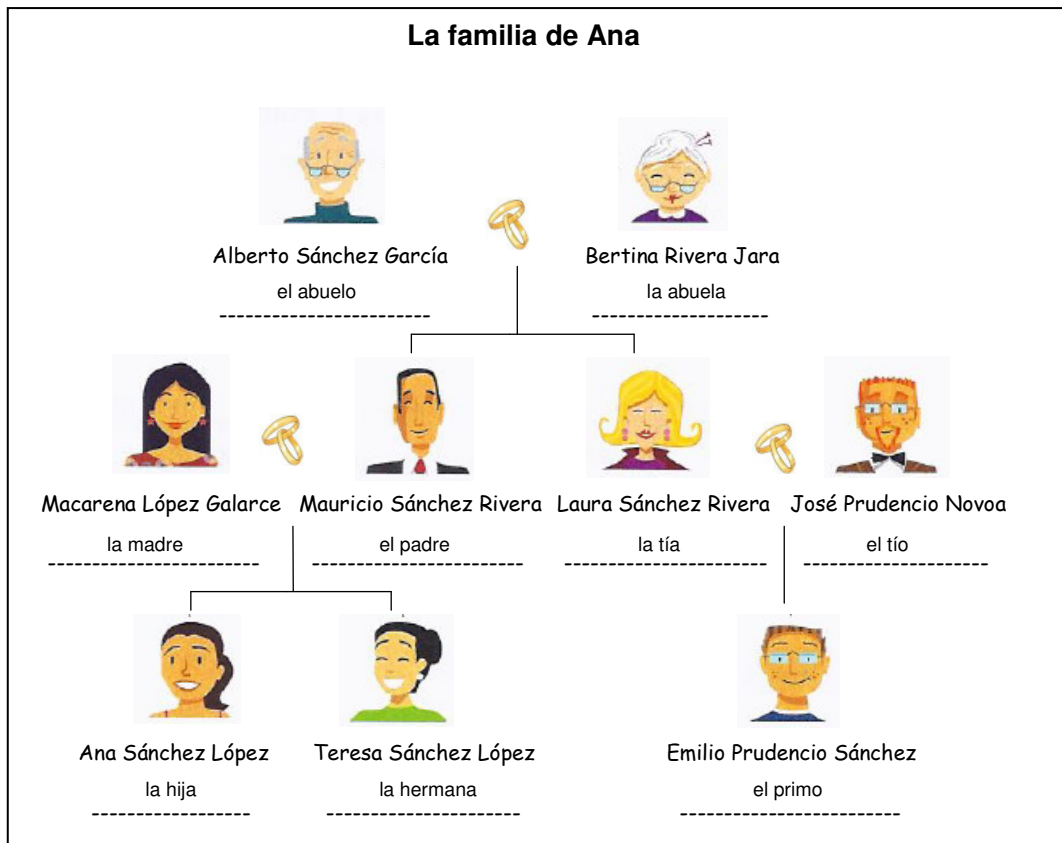 La familia de Ana
Alberto Sánchez García
Bertina Rivera Jara
el abuelo
la abuela
Macarena López Galarce
Mauricio Sánchez Rivera
Laura Sánchez Rivera
José Prudencio Novoa
la madre
el padre
la tía
el tío
Ana Sánchez López
Teresa Sánchez López
Emilio Prudencio Sánchez
la hija
la hermana
el primo